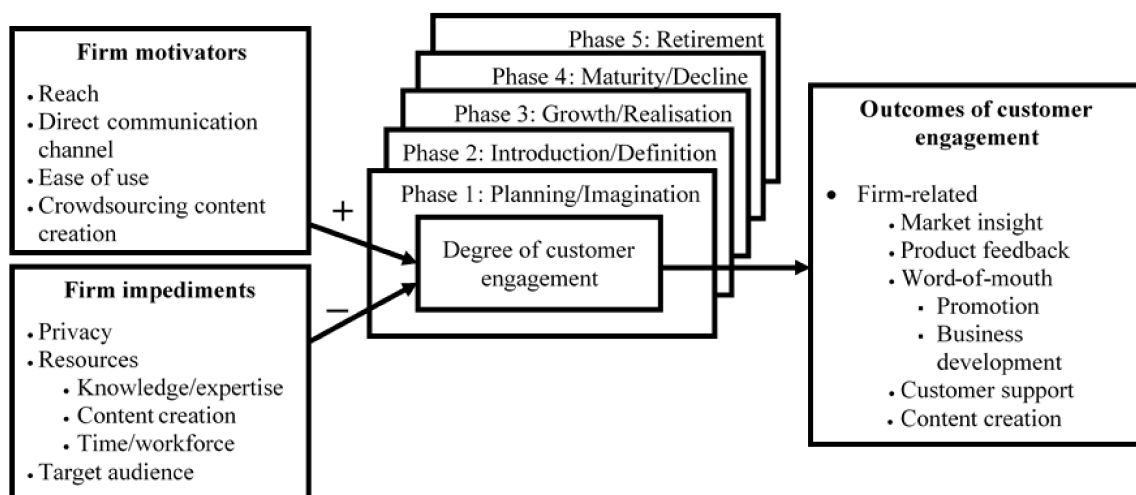 Firm motivators
• Reach
• Direct communication
channel
• Ease of use
• Crowdsourcing content
creation
Firm impediments
• Privacy
• Resources
• Knowledge/expertise
• Content creation
• Time/workforce
• Target audience
+
−
Phase 5: Retirement
Phase 4: Maturity/Decline
Phase 3: Growth/Realisation
Phase 2: Introduction/Definition
Phase 1: Planning/Imagination
Degree of customer
engagement
Outcomes of customer
engagement
• Firm-related
• Market insight
• Product feedback
• Word-of-mouth
▪ Promotion
▪ Business
development
• Customer support
• Content creation